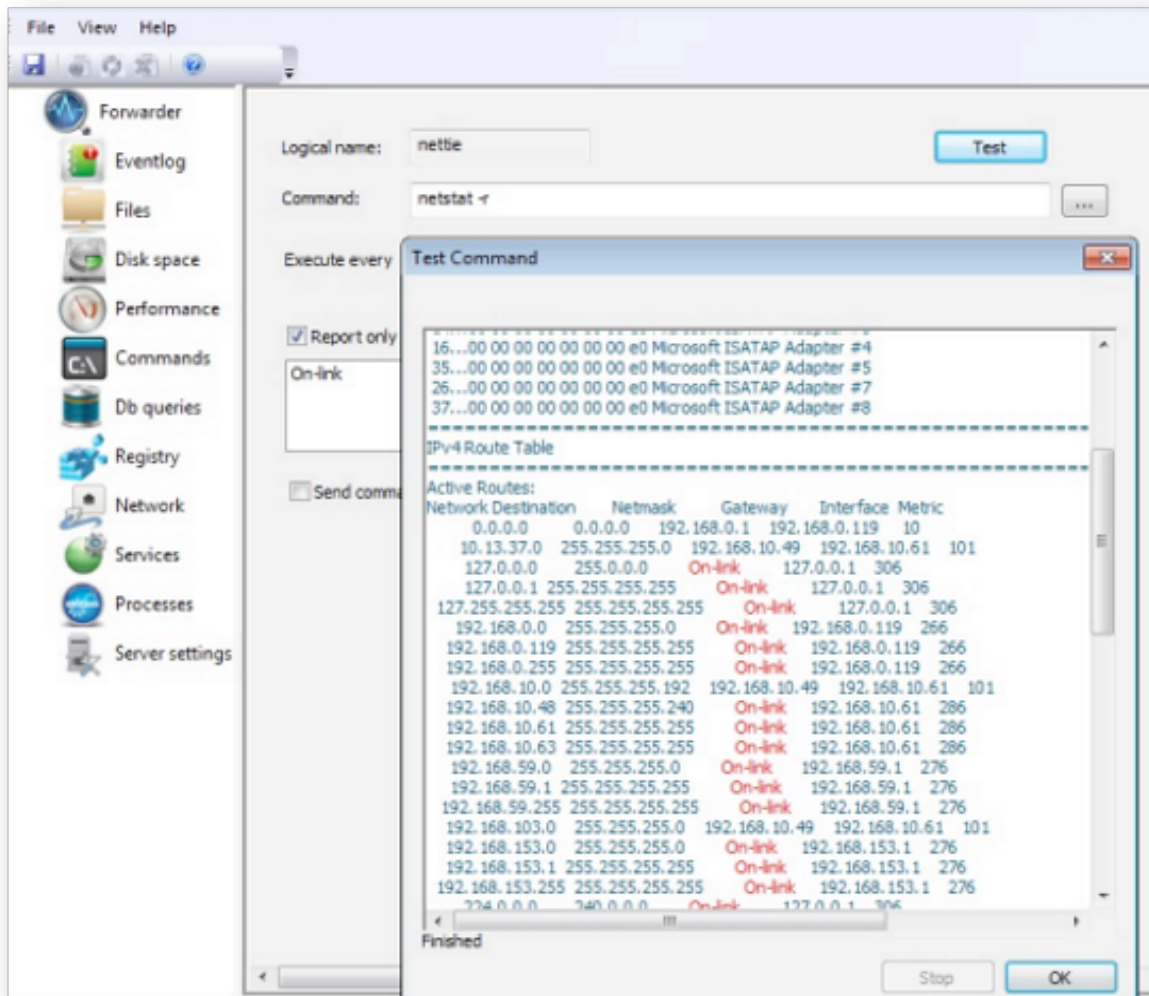 File View Help
Forwarder
Eventlog
Files
Disk space
Performance
Commands
Db queries
Registry
Network
Services
Processes
Server settings
Logical name: nettie Test
Command: netstat -r ...
Execute every
Report only
On-link
Send comma
Test Command
16...00 00 00 00 00 00 00 e0 Microsoft ISATAP Adapter #4
35...00 00 00 00 00 00 00 e0 Microsoft ISATAP Adapter #5
26...00 00 00 00 00 00 00 e0 Microsoft ISATAP Adapter #7
37...00 00 00 00 00 00 00 e0 Microsoft ISATAP Adapter #8
IPv4 Route Table
Active Routes:
Network Destination Netmask Gateway Interface Metric
0.0.0.0 0.0.0.0 192.168.0.1 192.168.0.119 10
10.13.37.0 255.255.255.0 192.168.10.49 192.168.10.61 101
127.0.0.0 255.0.0.0 On-link 127.0.0.1 306
127.0.0.1 255.255.255.255 On-link 127.0.0.1 306
127.255.255.255 255.255.255.255 On-link 127.0.0.1 306
192.168.0.0 255.255.255.0 On-link 192.168.0.119 266
192.168.0.119 255.255.255.255 On-link 192.168.0.119 266
192.168.0.255 255.255.255.255 On-link 192.168.0.119 266
192.168.10.0 255.255.255.192 192.168.10.49 192.168.10.61 101
192.168.10.48 255.255.255.240 On-link 192.168.10.61 286
192.168.10.61 255.255.255.255 On-link 192.168.10.61 286
192.168.10.63 255.255.255.255 On-link 192.168.10.61 286
192.168.59.0 255.255.255.0 On-link 192.168.59.1 276
192.168.59.1 255.255.255.255 On-link 192.168.59.1 276
192.168.59.255 255.255.255.255 On-link 192.168.59.1 276
192.168.103.0 255.255.255.0 192.168.10.49 192.168.10.61 101
192.168.153.0 255.255.255.0 On-link 192.168.153.1 276
192.168.153.1 255.255.255.255 On-link 192.168.153.1 276
192.168.153.255 255.255.255.255 On-link 192.168.153.1 276
224.0.0.0 240.0.0.0 On-link 127.0.0.1 306
Finished
Stop OK